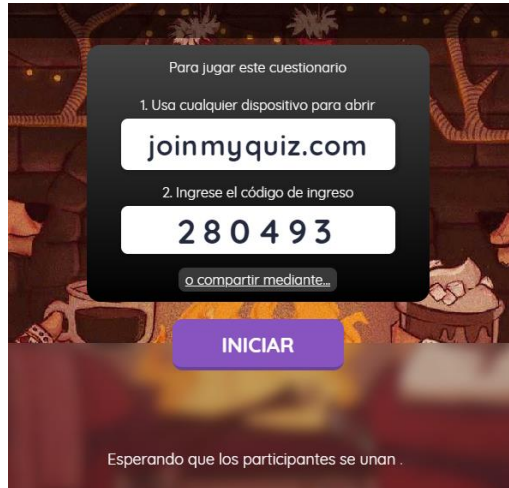 Para jugar este cuestionario
1. Usa cualquier dispositivo para abrir
joinmyquiz.com
2. Ingrese el código de ingreso
280493
o compartir mediante...
INICIAR
Esperando que los participantes se unan .